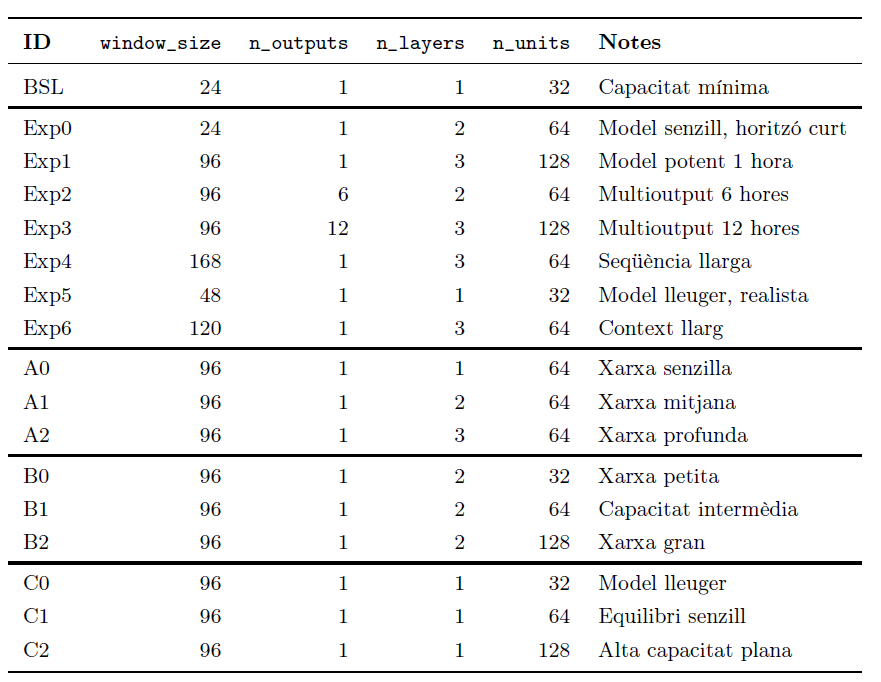 ID window_size n_outputs n_layers n_units Notes
BSL 24 1 1 32 Capacitat mínima
Exp0 24 1 2 64 Model senzill, horitzó curt
Exp1 96 1 3 128 Model potent 1 hora
Exp2 96 6 2 64 Multioutput 6 hores
Exp3 96 12 3 128 Multioutput 12 hores
Exp4 168 1 3 64 Seqüència llarga
Exp5 48 1 1 32 Model lleuger, realista
Exp6 120 1 3 64 Context llarg
A0 96 1 1 64 Xarxa senzilla
A1 96 1 2 64 Xarxa mitjana
A2 96 1 3 64 Xarxa profunda
B0 96 1 2 32 Xarxa petita
B1 96 1 2 64 Capacitat intermèdia
B2 96 1 2 128 Xarxa gran
C0 96 1 1 32 Model lleuger
C1 96 1 1 64 Equilibri senzill
C2 96 1 1 128 Alta capacitat plana